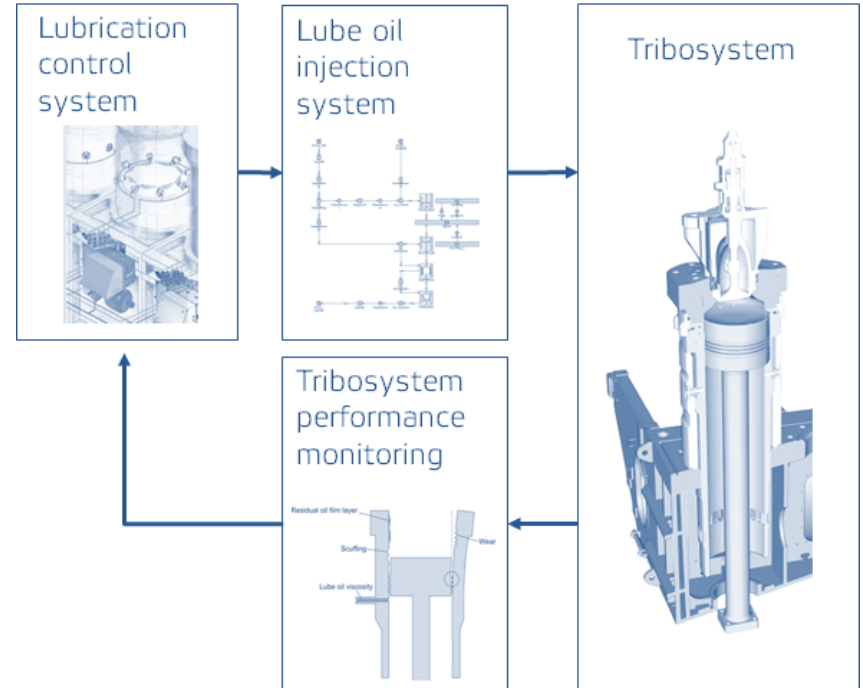 Lubrication
control
system
Lube oil
injection
system
Tribosystem
Tribosystem
performance
monitoring
Residual oil film layer
Scuffing
Wear
Lube oil viscosity